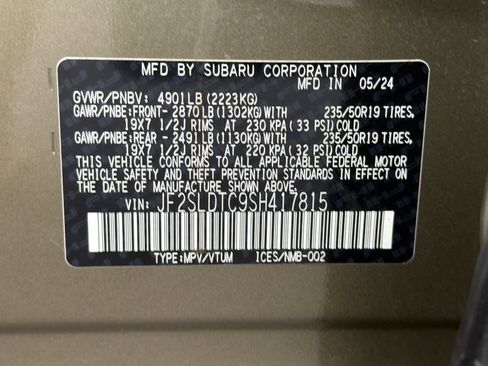 MFD BY SUBARU CORPORATION
MFD IN 05/24
GVWR/PNBV: 4901LB(2223KG)
GAWR/PNBE:FRONT- 2870LB(1302KG)WITH 235/50R19 TIRES,
19X7 1/2J RIMS AT 230 KPA(33 PSI)COLD
GAWR/PNBE:REAR - 2491LB(1130KG)WITH 235/50R19 TIRES,
19X7 1/2J RIMS AT 220 KPA(32 PSI)COLD
THIS VEHICLE CONFORMS TO ALL APPLICABLE FEDERAL MOTOR
VEHICLE SAFETY AND THEFT PREVENTION STANDARDS IN EFFECT
ON THE DATE OF MANUFACTURE SHOWN ABOVE.
VIN: JF2SLDTC9SH417815
TYPE:MPV/VTUM ICES/NMB-002